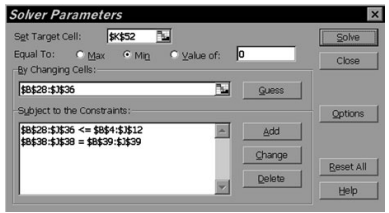 Solver Parameters
Set Target Cell: $K$52
Solve
Equal To: Max Min Value of: 0
Close
By Changing Cells:
$B$28:$J$36
Guess
Subject to the Constraints:
Options
$B$28:$J$36 <= $B$4:$J$12
$B$38:$J$38 = $B$39:$J$39
Add
Change
Delete
Reset All
Help